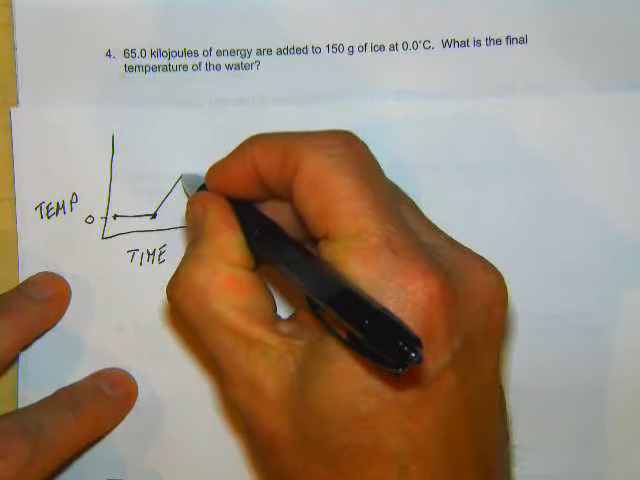 4. 65.0 kilojoules of energy are added to 150 g of ice at 0.0°C. What is the final
temperature of the water?
TEMP
0
TIME